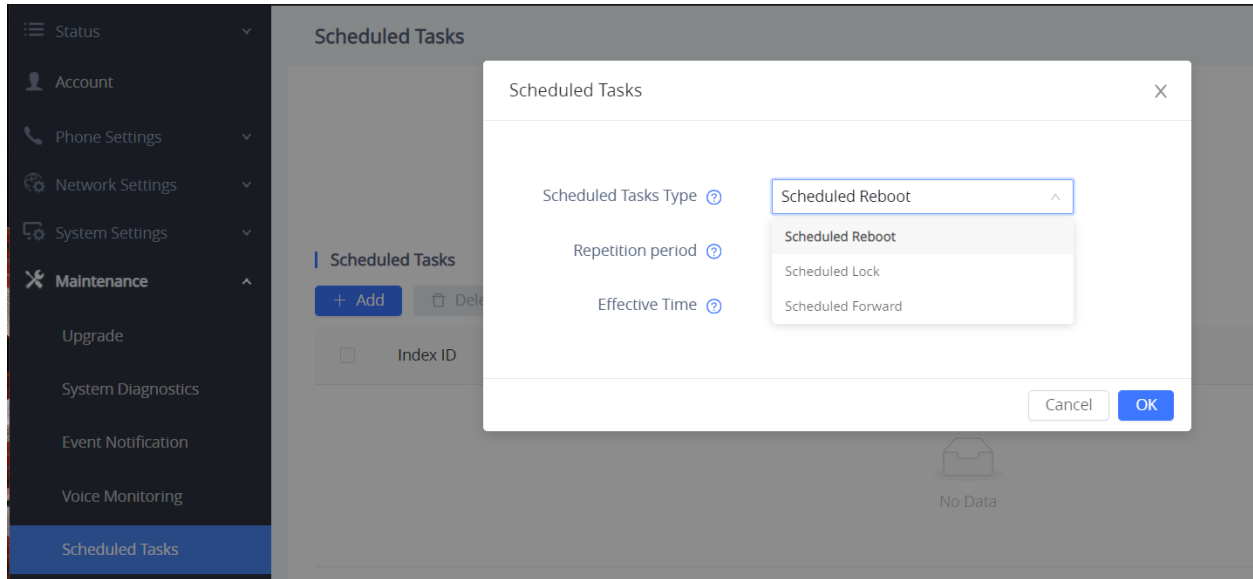 Status
Account
Phone Settings
Network Settings
System Settings
Maintenance
Upgrade
System Diagnostics
Event Notification
Voice Monitoring
Scheduled Tasks
Scheduled Tasks
Scheduled Tasks
+ Add
Dele
Index ID
No Data
Scheduled Tasks
Scheduled Tasks Type
Scheduled Reboot
Scheduled Reboot
Scheduled Lock
Scheduled Forward
Repetition period
Effective Time
Cancel
OK